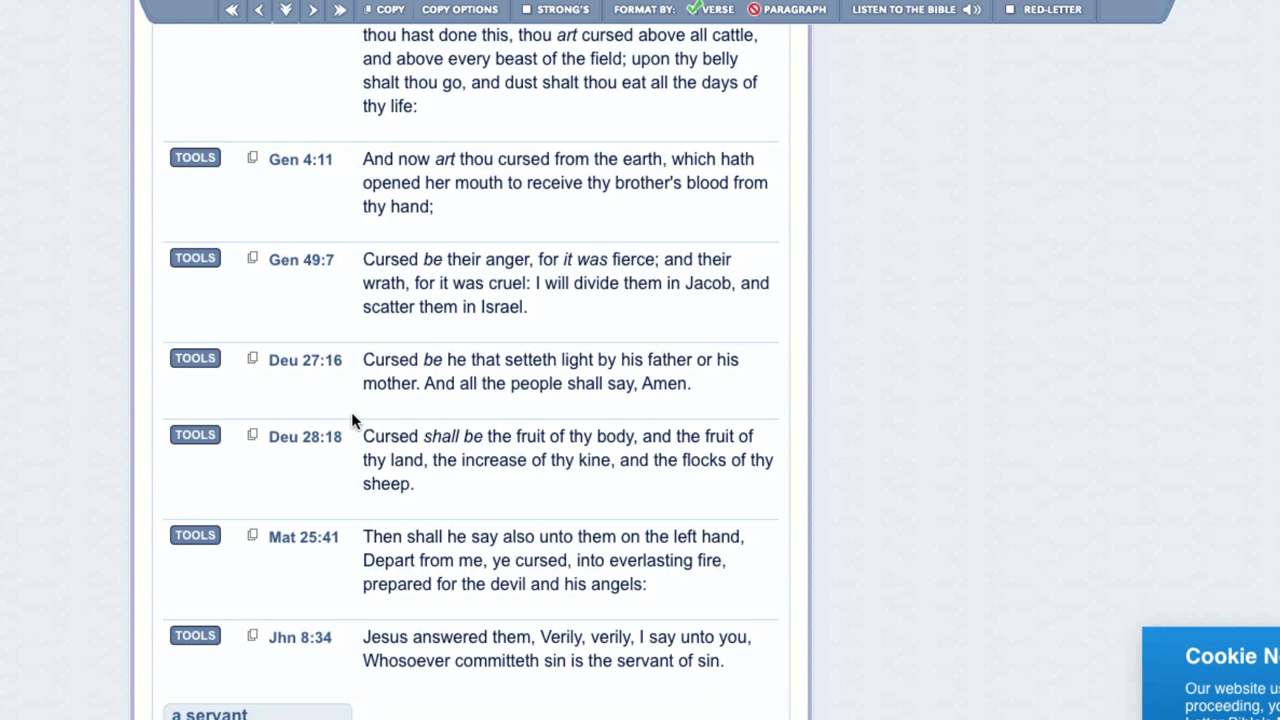 COPY COPY OPTIONS STRONG'S FORMAT BY: VERSE PARAGRAPH LISTEN TO THE BIBLE RED-LETTER
thou hast done this, thou art cursed above all cattle,
and above every beast of the field; upon thy belly
shalt thou go, and dust shalt thou eat all the days of
thy life:
TOOLS Gen 4:11 And now art thou cursed from the earth, which hath
opened her mouth to receive thy brother's blood from
thy hand;
TOOLS Gen 49:7 Cursed be their anger, for it was fierce; and their
wrath, for it was cruel: I will divide them in Jacob, and
scatter them in Israel.
TOOLS Deu 27:16 Cursed be he that setteth light by his father or his
mother. And all the people shall say, Amen.
TOOLS Deu 28:18 Cursed shall be the fruit of thy body, and the fruit of
thy land, the increase of thy kine, and the flocks of thy
sheep.
TOOLS Mat 25:41 Then shall he say also unto them on the left hand,
Depart from me, ye cursed, into everlasting fire,
prepared for the devil and his angels:
TOOLS Jhn 8:34 Jesus answered them, Verily, verily, I say unto you,
Whosoever committeth sin is the servant of sin.
a servant
Cookie N
Our website u
proceeding, yo